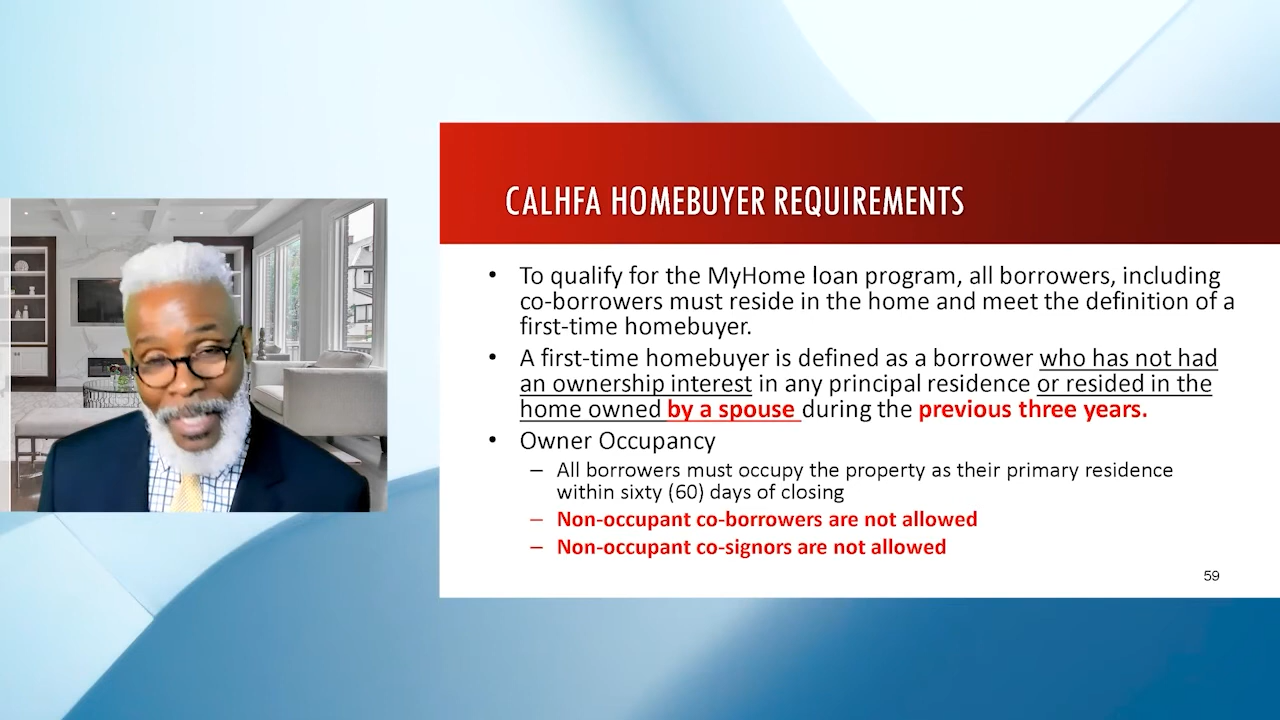 CALHFA HOMEBUYER REQUIREMENTS
• To qualify for the MyHome loan program, all borrowers, including
co-borrowers must reside in the home and meet the definition of a
first-time homebuyer.
• A first-time homebuyer is defined as a borrower who has not had
an ownership interest in any principal residence or resided in the
home owned by a spouse during the previous three years.
• Owner Occupancy
– All borrowers must occupy the property as their primary residence
within sixty (60) days of closing
– Non-occupant co-borrowers are not allowed
– Non-occupant co-signors are not allowed
59